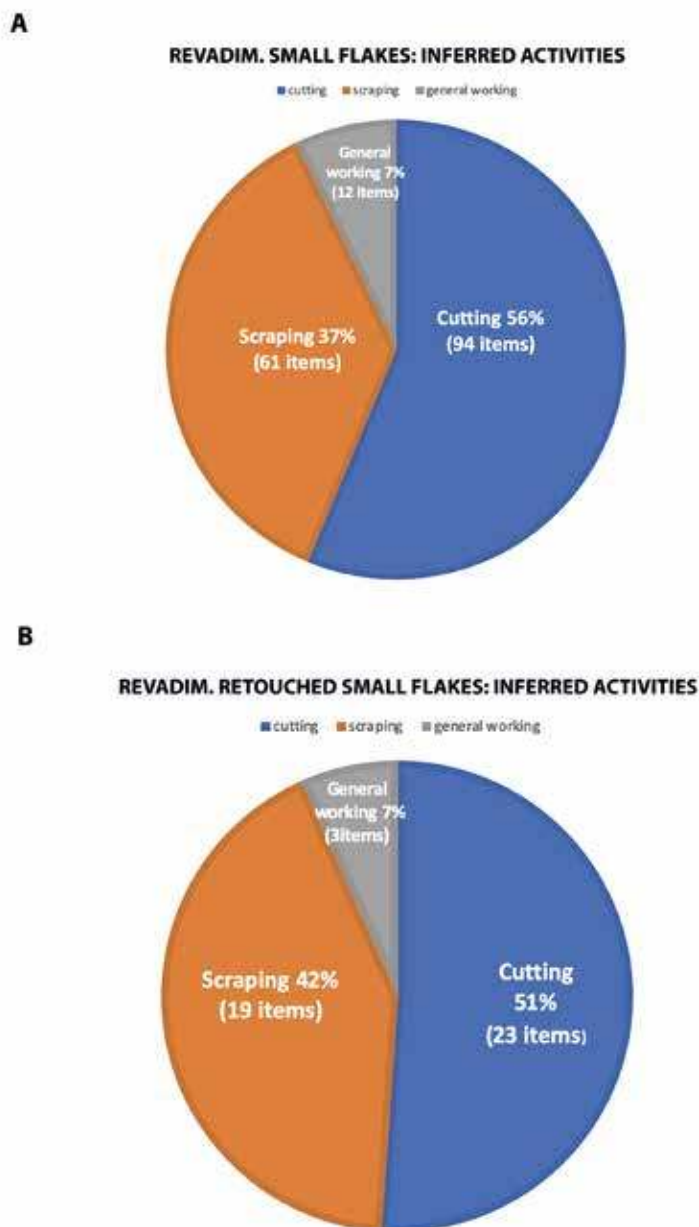 A
REVADIM. SMALL FLAKES: INFERRED ACTIVITIES
cutting scraping general working
General
working 7%
(12 items)
Cutting 56%
(94 items)
Scraping 37%
(61 items)
B
REVADIM. RETOUCHED SMALL FLAKES: INFERRED ACTIVITIES
cutting scraping general working
General
working 7%
(3items)
Cutting
51%
(23 items)
Scraping 42%
(19 items)